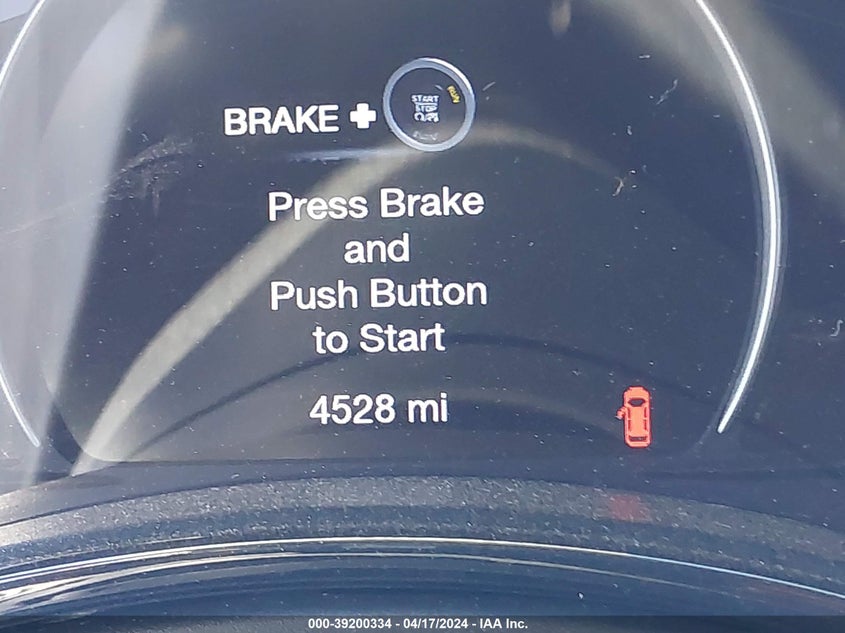 BRAKE +
START
STOP
RUN
Press Brake
and
Push Button
to Start
4528 mi
000-39200334 - 04/17/2024 - IAA Inc.